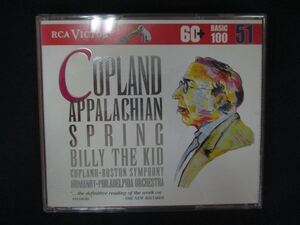 RCA VICTOR
60+
BASIC
100
51
COPLAND
APPALACHIAN
SPRING
BILLY THE KID
COPLAND·BOSTON SYMPHONY
ORMANDY·PHILADELPHIA ORCHESTRA
"...the definitive reading of the work on
records."
—THE NEW RECORDS